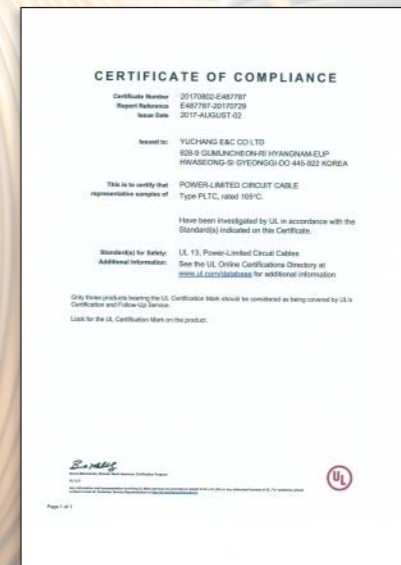 CERTIFICATE OF COMPLIANCE
Certificate Number 20170802-E487787
Report Reference E487787-20170729
Issue Date 2017-AUGUST-02
Issued to: YUCHANG E&C CO LTD
928-9 GUMUNCHEON-RI HYANGNAM-EUP
HWASEONG-SI GYEONGGI-DO 445-922 KOREA
This is to certify that POWER-LIMITED CIRCUIT CABLE
representative samples of Type PLTC, rated 105°C.
Have been investigated by UL in accordance with the
Standard(s) indicated on this Certificate.
Standard(s) for Safety: UL 13, Power-Limited Circuit Cables
Additional Information: See the UL Online Certifications Directory at
www.ul.com/database for additional information
Only those products bearing the UL Certification Mark should be considered as being covered by UL's
Certification and Follow-Up Service.
Look for the UL Certification Mark on the product.
UL
Page 1 of 1